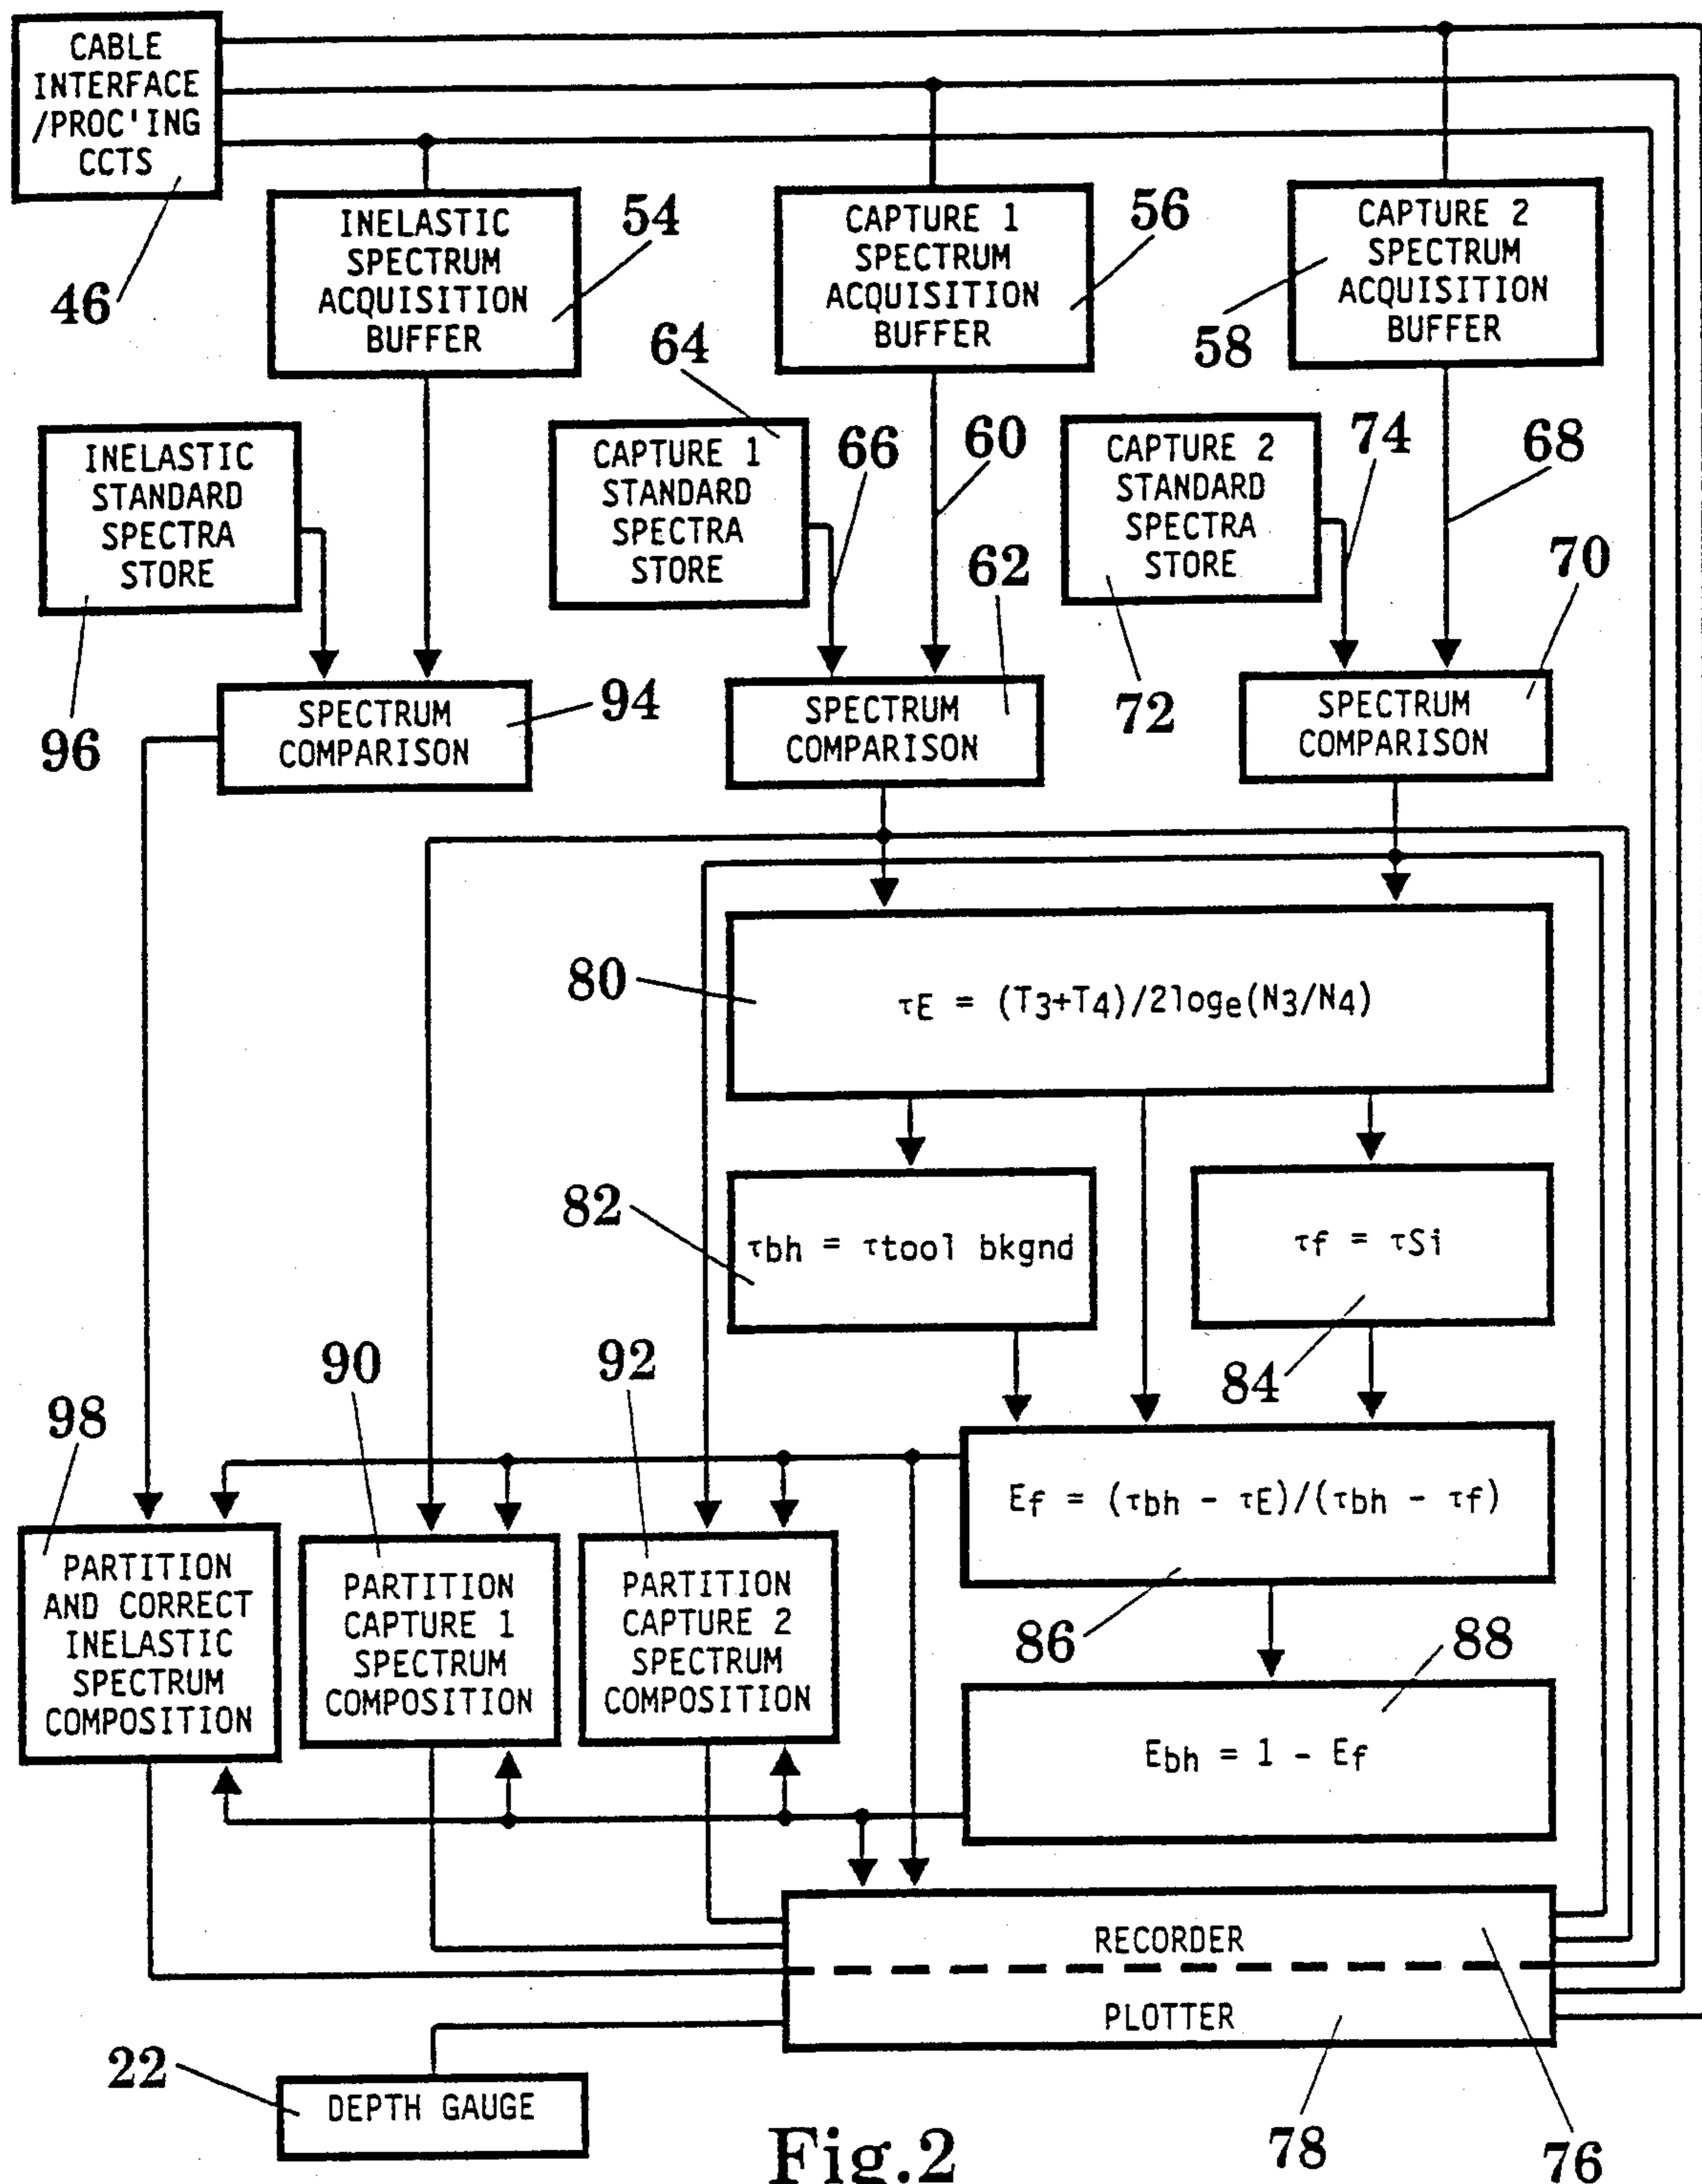 CABLE
INTERFACE
/PROC'ING
CCTS
46
INELASTIC
SPECTRUM
ACQUISITION
BUFFER
54
CAPTURE 1
SPECTRUM
ACQUISITION
BUFFER
56
CAPTURE 2
SPECTRUM
ACQUISITION
BUFFER
58
INELASTIC
STANDARD
SPECTRA
STORE
96
64
CAPTURE 1
STANDARD
SPECTRA
STORE
66
60
62
CAPTURE 2
STANDARD
SPECTRA
STORE
72
74
68
70
SPECTRUM
COMPARISON
94
SPECTRUM
COMPARISON
SPECTRUM
COMPARISON
80
τE = (T3+T4)/2loge(N3/N4)
82
τbh = τtool bkgnd
τf = τSi
84
98
90
92
PARTITION
AND CORRECT
INELASTIC
SPECTRUM
COMPOSITION
PARTITION
CAPTURE 1
SPECTRUM
COMPOSITION
PARTITION
CAPTURE 2
SPECTRUM
COMPOSITION
Ef = (τbh - τE)/(τbh - τf)
86
88
Ebh = 1 - Ef
RECORDER
PLOTTER
22
DEPTH GAUGE
78
76
Fig.2